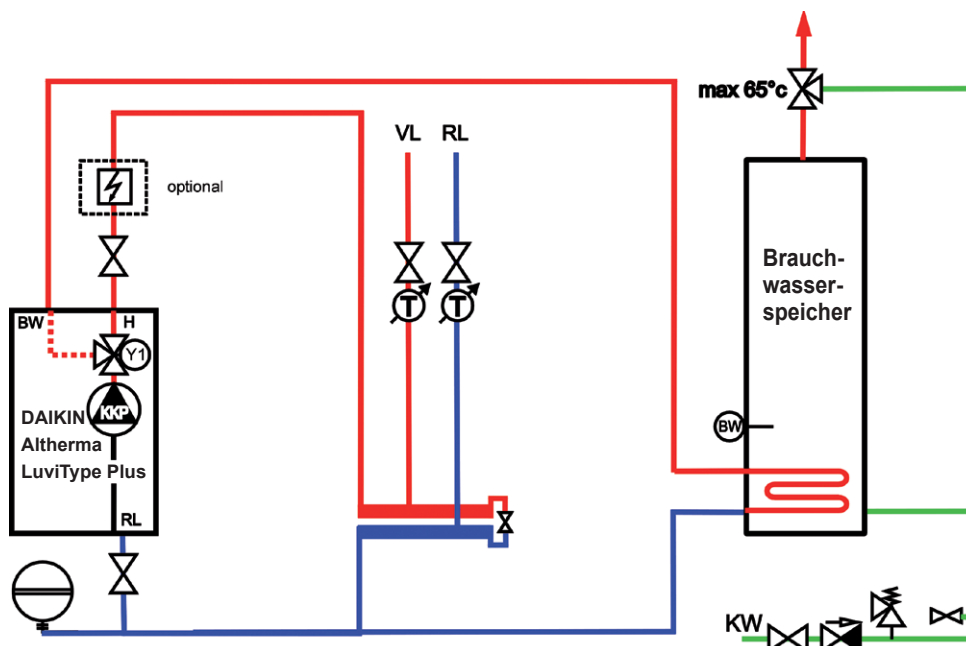 max 65°c
VL
RL
optional
Brauch-
wasser-
speicher
BW
H
Y1
KKP
DAIKIN
Altherma
LuviType Plus
RL
T
T
BW
KW